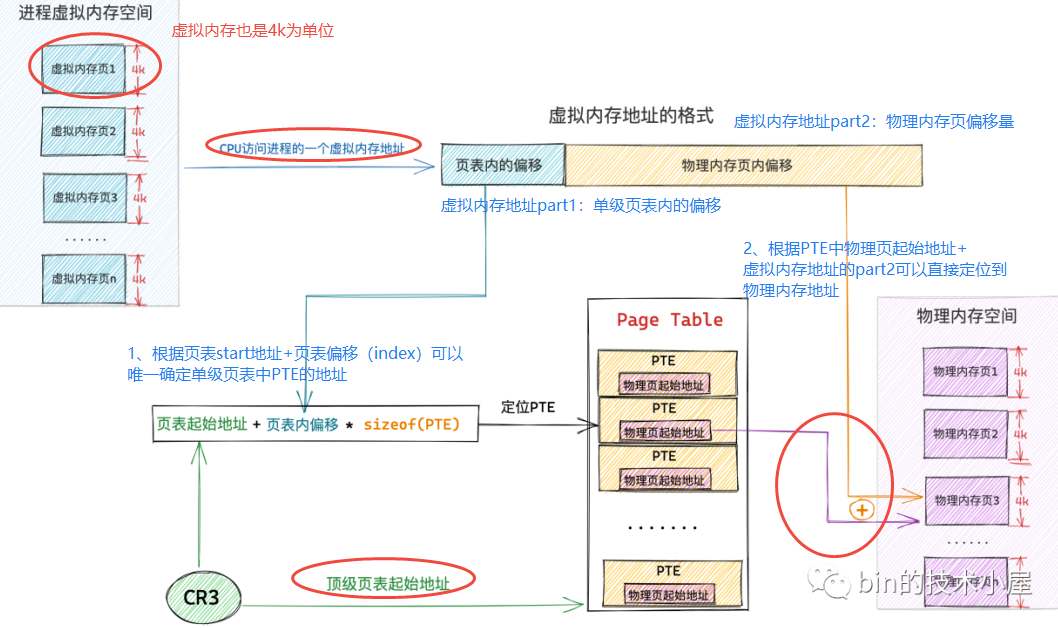 进程虚拟内存空间
虚拟内存也是4k为单位
虚拟内存页1
4k
虚拟内存页2
4k
虚拟内存页3
4k
······
虚拟内存页n
4k
CPU访问进程的一个虚拟内存地址
虚拟内存地址的格式
虚拟内存地址part2：物理内存页偏移量
页表内的偏移
物理内存页内偏移
虚拟内存地址part1：单级页表内的偏移
2、根据PTE中物理页起始地址+
虚拟内存地址的part2可以直接定位到
物理内存地址
1、根据页表start地址+页表偏移（index）可以
唯一确定单级页表中PTE的地址
页表起始地址 + 页表内偏移 * sizeof(PTE)
定位PTE
Page Table
PTE
物理页起始地址
PTE
物理页起始地址
PTE
物理页起始地址
·······
PTE
物理页起始地址
物理内存空间
物理内存页1
4k
物理内存页2
4k
物理内存页3
4k
······
+
CR3
顶级页表起始地址
bin的技术小屋